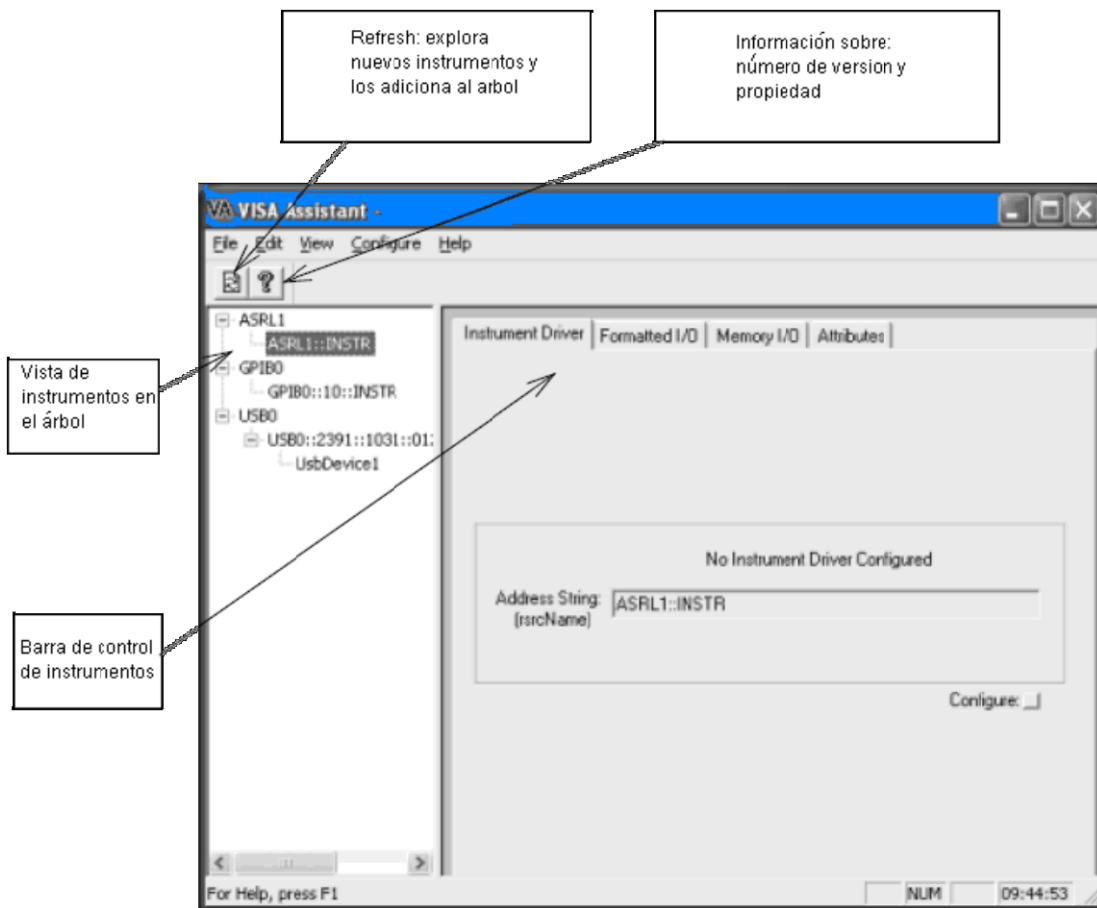 Refresh: explora
nuevos instrumentos y
los adiciona al arbol
Información sobre:
número de version y
propiedad
VA VISA Assistant -
File Edit View Configure Help
ASRL1
ASRL1::INSTR
GPIB0
GPIB0::10::INSTR
USB0
USB0::2391::1031::01:
UsbDevice1
Vista de
instrumentos en
el árbol
Barra de control
de instrumentos
Instrument Driver Formatted I/O Memory I/O Attributes
No Instrument Driver Configured
Address String: ASRL1::INSTR
(rsrcName)
Configure:
For Help, press F1
NUM
09:44:53